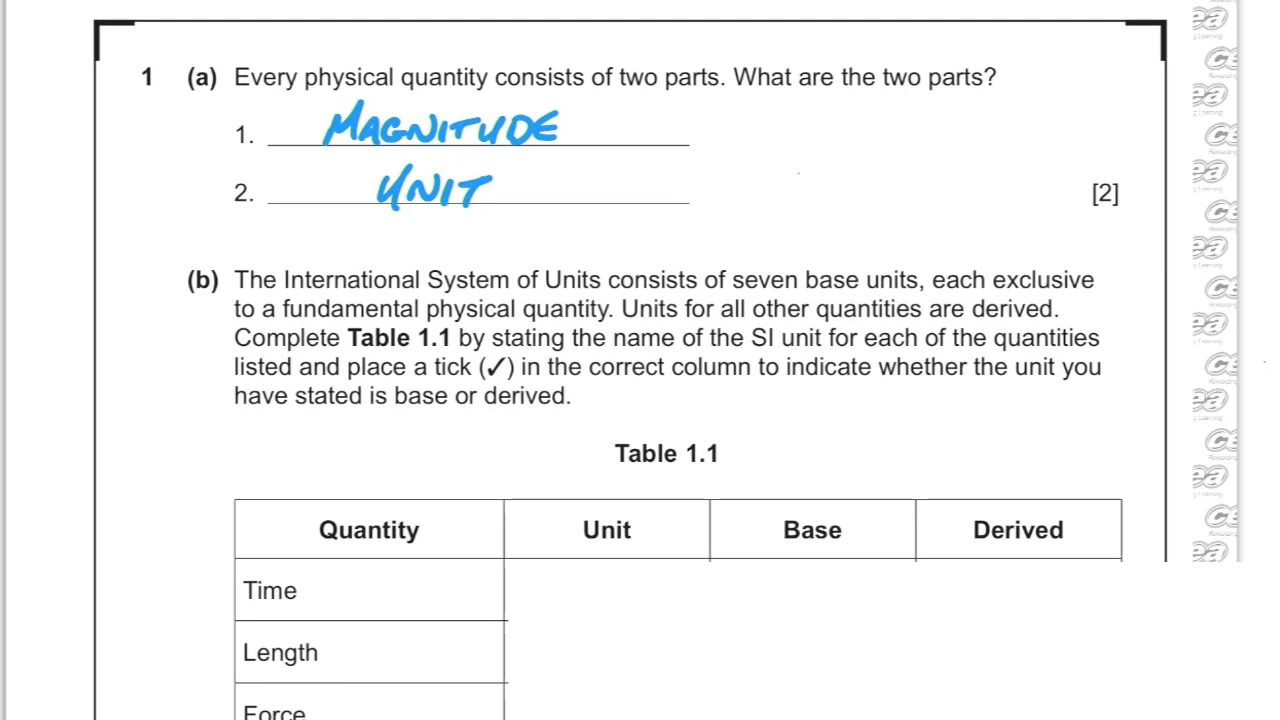 1 (a) Every physical quantity consists of two parts. What are the two parts?
1. MAGNITUDE
2. UNIT [2]
(b) The International System of Units consists of seven base units, each exclusive
to a fundamental physical quantity. Units for all other quantities are derived.
Complete Table 1.1 by stating the name of the SI unit for each of the quantities
listed and place a tick (✓) in the correct column to indicate whether the unit you
have stated is base or derived.
Table 1.1
Quantity Unit Base Derived
Time
Length
Force